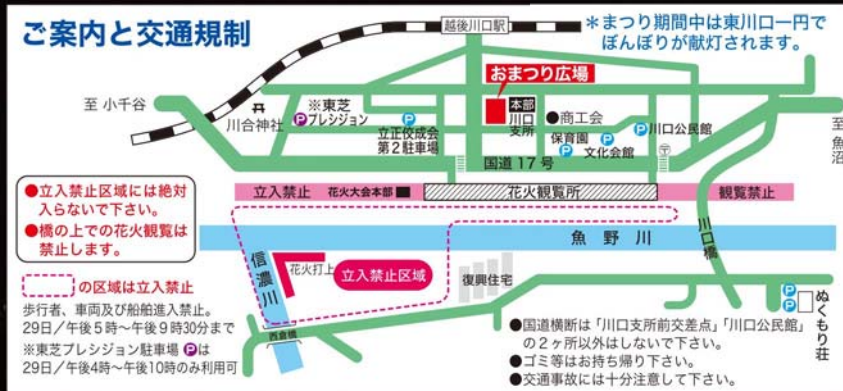 ご案内と交通規制
越後川口駅
＊まつり期間中は東川口一円で
ぼんぼりが献灯されます。
おまつり広場
至 小千谷
川合神社
※東芝
Ⓟプレシジョン
Ⓟ
立正佼成会
第2駐車場
本部
川口
支所
●商工会
保育園
Ⓟ
Ⓟ
文化会館
Ⓟ川口公民館
至 魚沼
国道17号
〒
●立入禁止区域には絶対
入らないで下さい。
●橋の上での花火観覧は
禁止します。
立入禁止
花火大会本部■
花火観覧所
観覧禁止
川口橋
魚野川
信濃川
花火打上
立入禁止区域
復興住宅
西倉橋
の区域は立入禁止
歩行者、車両及び船舶進入禁止。
29日／午後5時～午後9時30分まで
※東芝プレシジョン駐車場Ⓟは
29日／午後4時～午後10時のみ利用可
Ⓟ
Ⓟ
ぬくもり荘
●国道横断は「川口支所前交差点」「川口公民館」
の2ヶ所以外はしないで下さい。
●ゴミ等はお持ち帰り下さい。
●交通事故には十分注意して下さい。